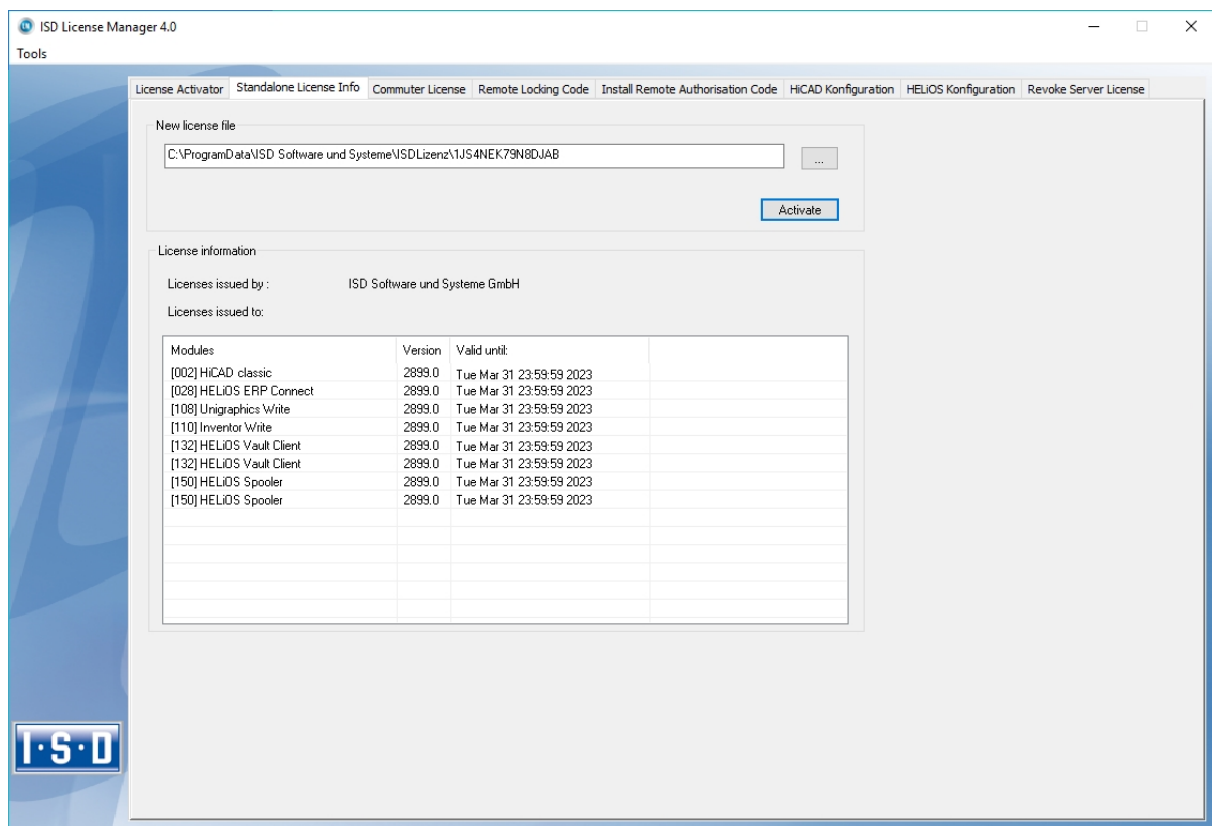 ISD License Manager 4.0
Tools
License Activator Standalone License Info Commuter License Remote Locking Code Install Remote Authorisation Code HiCAD Konfiguration HELiOS Konfiguration Revoke Server License
New license file
C:\ProgramData\ISD Software und Systeme\ISDLizenz\1JS4NEK79N8DJAB
...
Activate
License information
Licenses issued by : ISD Software und Systeme GmbH
Licenses issued to:
Modules Version Valid until:
[002] HiCAD classic 2899.0 Tue Mar 31 23:59:59 2023
[028] HELiOS ERP Connect 2899.0 Tue Mar 31 23:59:59 2023
[108] Unigraphics Write 2899.0 Tue Mar 31 23:59:59 2023
[110] Inventor Write 2899.0 Tue Mar 31 23:59:59 2023
[132] HELiOS Vault Client 2899.0 Tue Mar 31 23:59:59 2023
[132] HELiOS Vault Client 2899.0 Tue Mar 31 23:59:59 2023
[150] HELiOS Spooler 2899.0 Tue Mar 31 23:59:59 2023
[150] HELiOS Spooler 2899.0 Tue Mar 31 23:59:59 2023
I·S·D